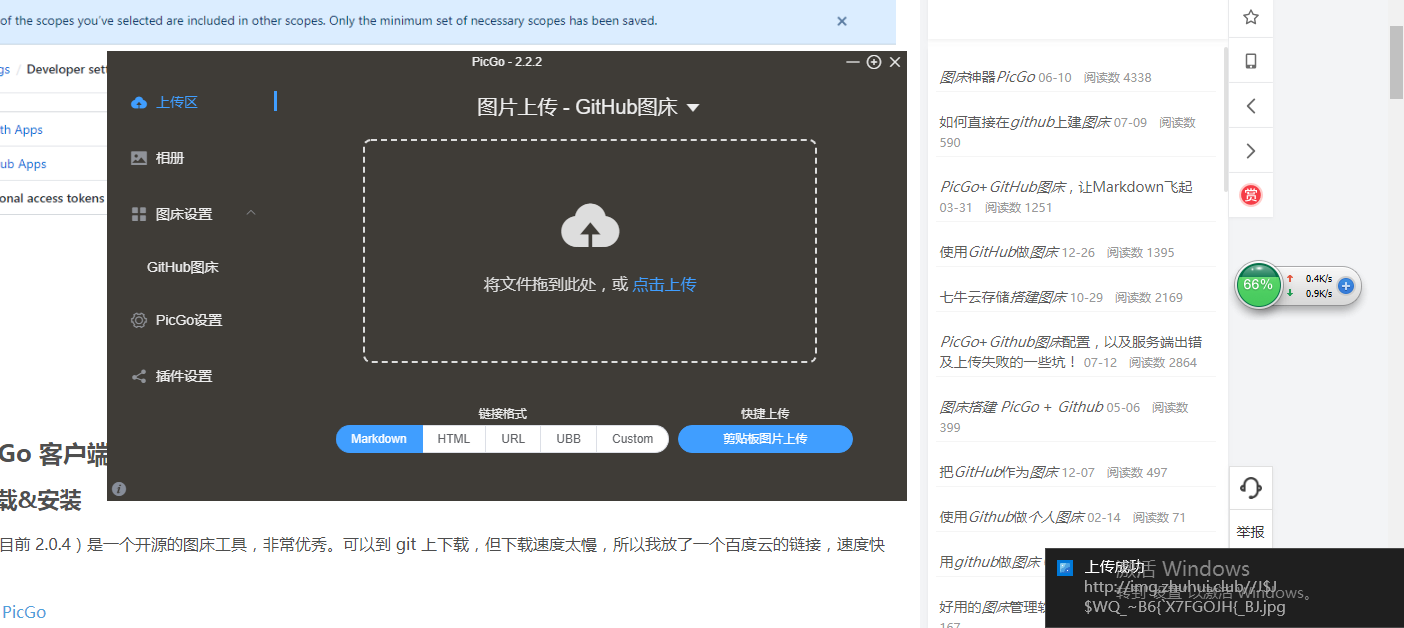 of the scopes you've selected are included in other scopes. Only the minimum set of necessary scopes has been saved.
gs / Developer sett
th Apps
ub Apps
onal access tokens
PicGo - 2.2.2
上传区
相册
图床设置
GitHub图床
PicGo设置
插件设置
图片上传 - GitHub图床
将文件拖到此处，或 点击上传
链接格式
快捷上传
Markdown
HTML
URL
UBB
Custom
剪贴板图片上传
Go 客户端
载&安装
目前 2.0.4）是一个开源的图床工具，非常优秀。可以到 git 上下载，但下载速度太慢，所以我放了一个百度云的链接，速度快
PicGo
图床神器PicGo 06-10 阅读数 4338
如何直接在github上建图床 07-09 阅读数
590
PicGo+GitHub图床，让Markdown飞起
03-31 阅读数 1251
使用GitHub做图床 12-26 阅读数 1395
七牛云存储搭建图床 10-29 阅读数 2169
PicGo+Github图床配置，以及服务端出错
及上传失败的一些坑！ 07-12 阅读数 2864
图床搭建 PicGo + Github 05-06 阅读数
399
把GitHub作为图床 12-07 阅读数 497
使用Github做个人图床 02-14 阅读数 71
用github做图床
好用的图床管理软
167
赏
66%
0.4K/s
0.9K/s
举报
上传成功
激活 Windows
http://img.zhuhui.club//J$J
转到"设置"以激活 Windows。
$WQ_~B6{`X7FGOJH{_BJ.jpg